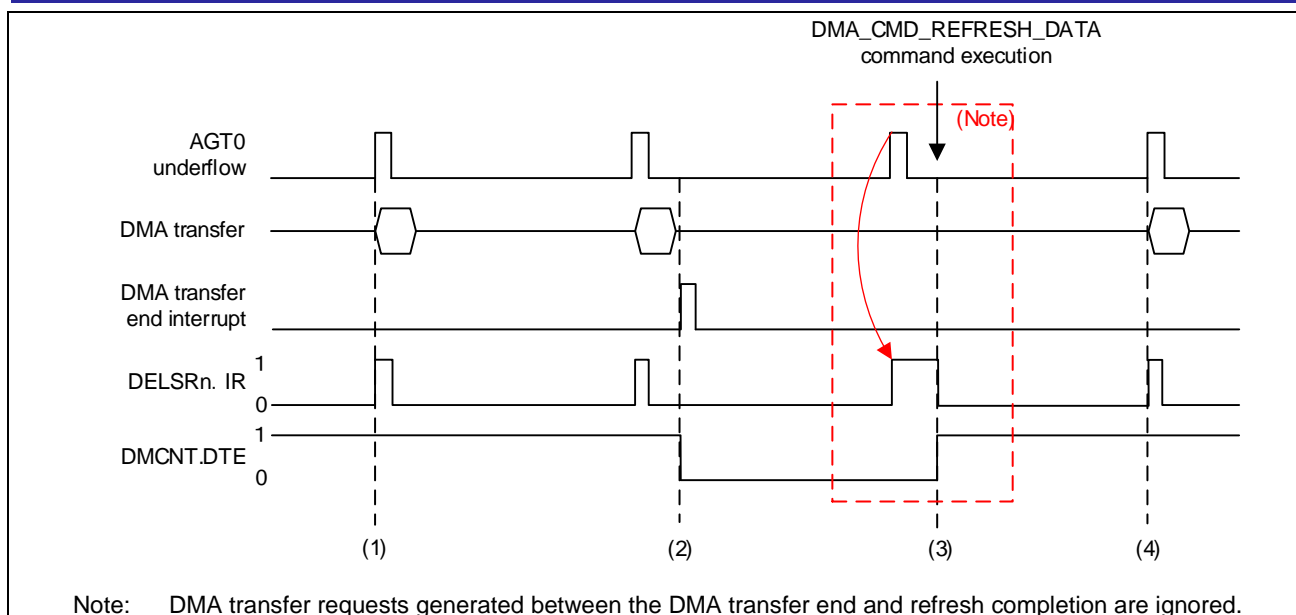 DMA_CMD_REFRESH_DATA
command execution
(Note)
AGT0
underflow
DMA transfer
DMA transfer
end interrupt
DELSRn. IR
1
0
DMCNT.DTE
1
0
(1)
(2)
(3)
(4)
Note: DMA transfer requests generated between the DMA transfer end and refresh completion are ignored.